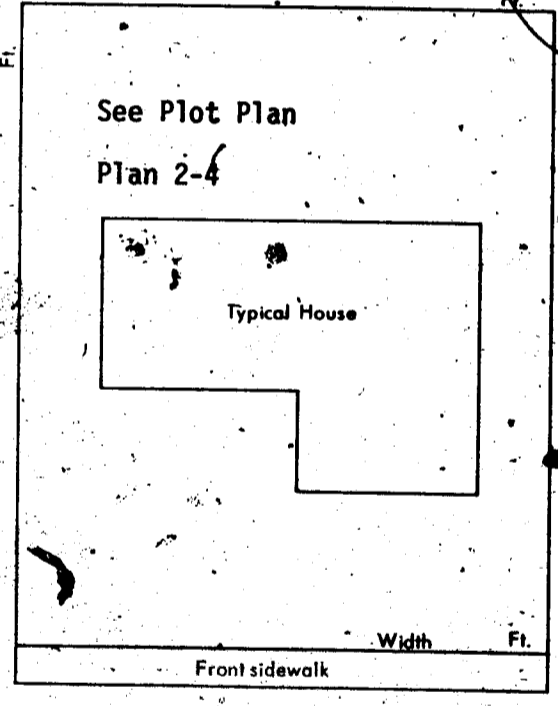 Ft.
See Plot Plan
Plan 2-4
Typical House
Width Ft.
Front sidewalk